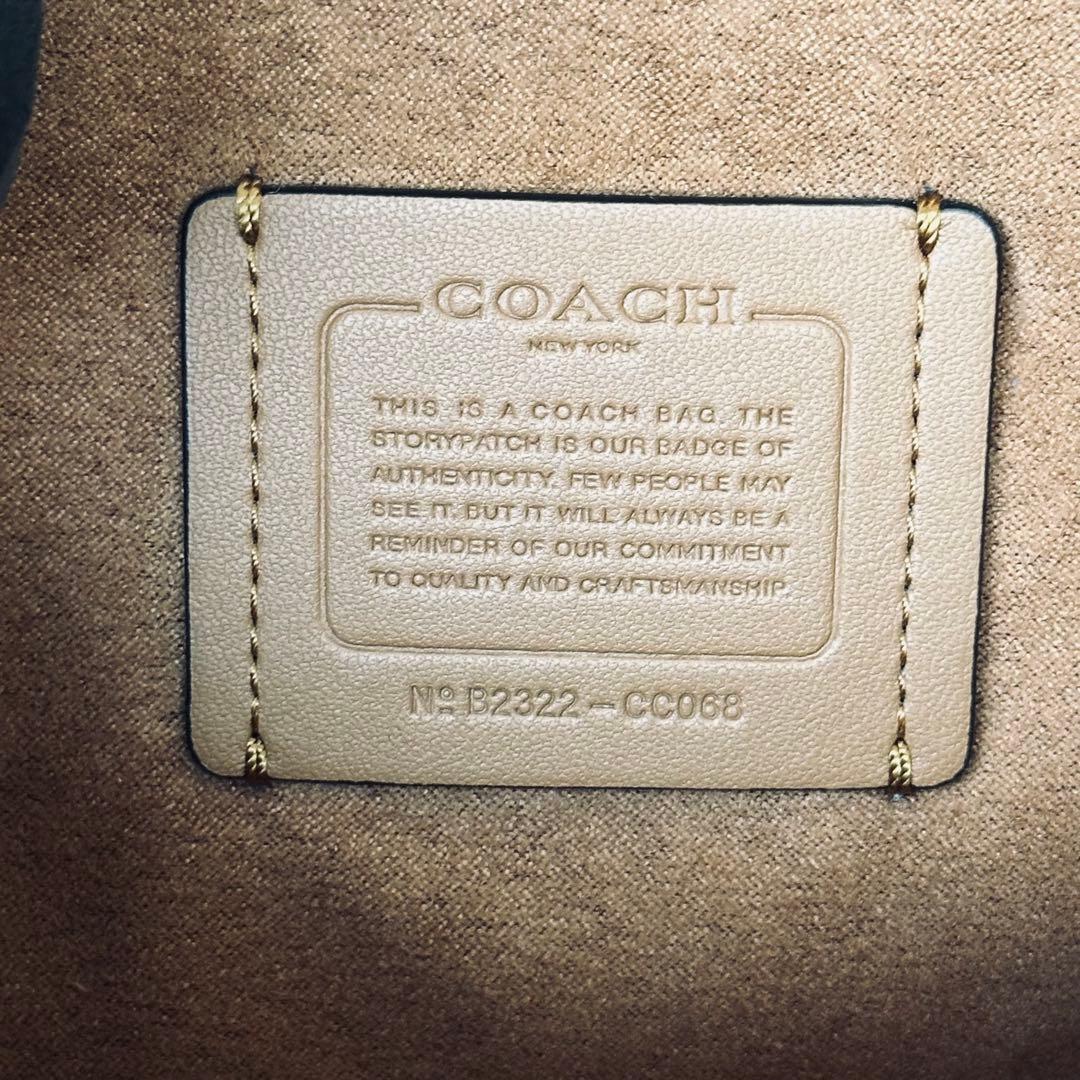 COACH
NEW YORK
THIS IS A COACH BAG. THE
STORYPATCH IS OUR BADGE OF
AUTHENTICITY. FEW PEOPLE MAY
SEE IT. BUT IT WILL ALWAYS BE A
REMINDER OF OUR COMMITMENT
TO QUALITY AND CRAFTSMANSHIP.
Nº B2322-CC068